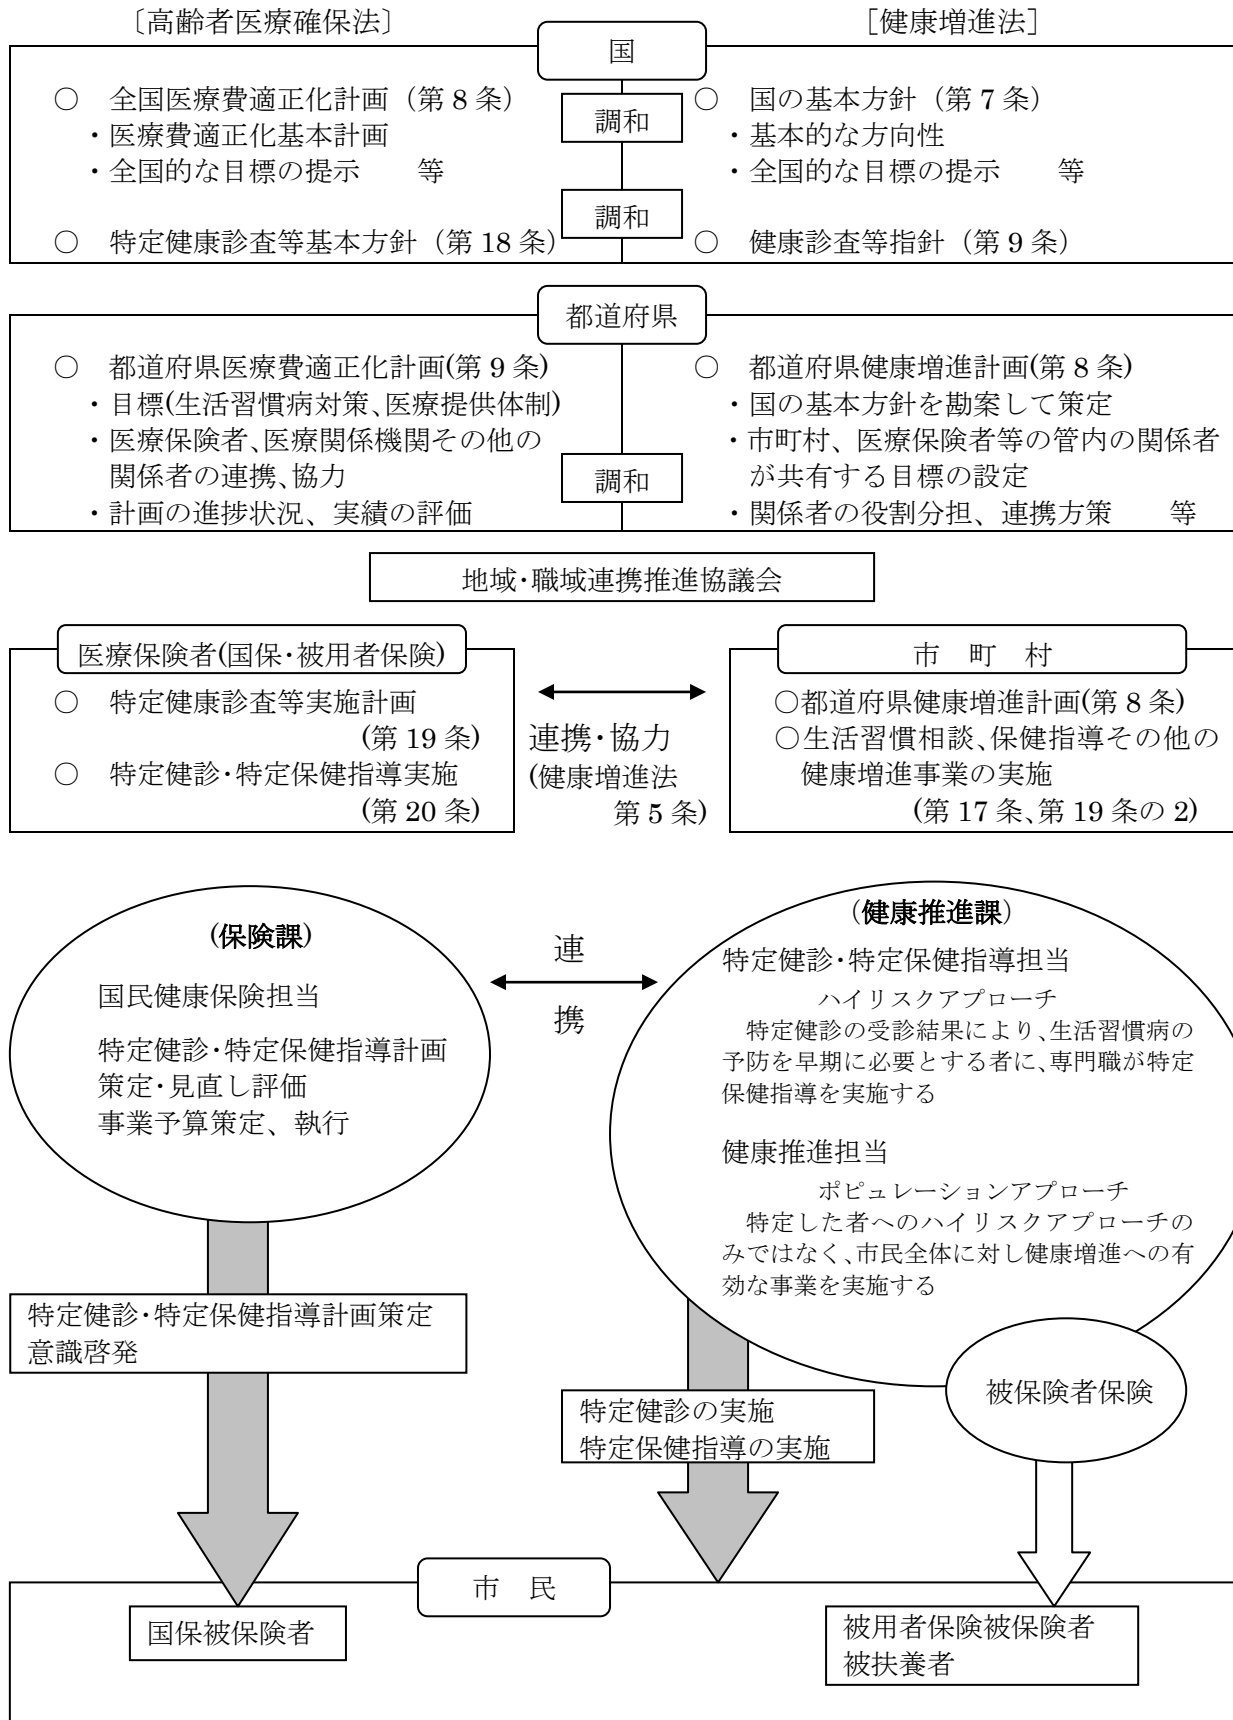 〔高齢者医療確保法〕
［健康増進法］
国
○ 全国医療費適正化計画（第 8 条）
・医療費適正化基本計画
・全国的な目標の提示 等
○ 特定健康診査等基本方針（第 18 条）
調和
調和
○ 国の基本方針（第 7 条）
・基本的な方向性
・全国的な目標の提示 等
○ 健康診査等指針（第 9 条）
都道府県
○ 都道府県医療費適正化計画(第 9 条)
・目標(生活習慣病対策、医療提供体制)
・医療保険者、医療関係機関その他の
関係者の連携、協力
・計画の進捗状況、実績の評価
調和
○ 都道府県健康増進計画(第 8 条)
・国の基本方針を勘案して策定
・市町村、医療保険者等の管内の関係者
が共有する目標の設定
・関係者の役割分担、連携方策 等
地域･職域連携推進協議会
医療保険者(国保･被用者保険)
○ 特定健康診査等実施計画
(第 19 条)
○ 特定健診･特定保健指導実施
(第 20 条)
連携･協力
(健康増進法
第 5 条)
市 町 村
○都道府県健康増進計画(第 8 条)
○生活習慣相談、保健指導その他の
健康増進事業の実施
(第 17 条、第 19 条の 2)
(保険課)
国民健康保険担当
特定健診･特定保健指導計画
策定･見直し評価
事業予算策定、執行
連
携
（健康推進課）
特定健診･特定保健指導担当
ハイリスクアプローチ
特定健診の受診結果により、生活習慣病の
予防を早期に必要とする者に、専門職が特定
保健指導を実施する
健康推進担当
ポピュレーションアプローチ
特定した者へのハイリスクアプローチの
みではなく、市民全体に対し健康増進への有
効な事業を実施する
特定健診･特定保健指導計画策定
意識啓発
特定健診の実施
特定保健指導の実施
被保険者保険
市 民
国保被保険者
被用者保険被保険者
被扶養者